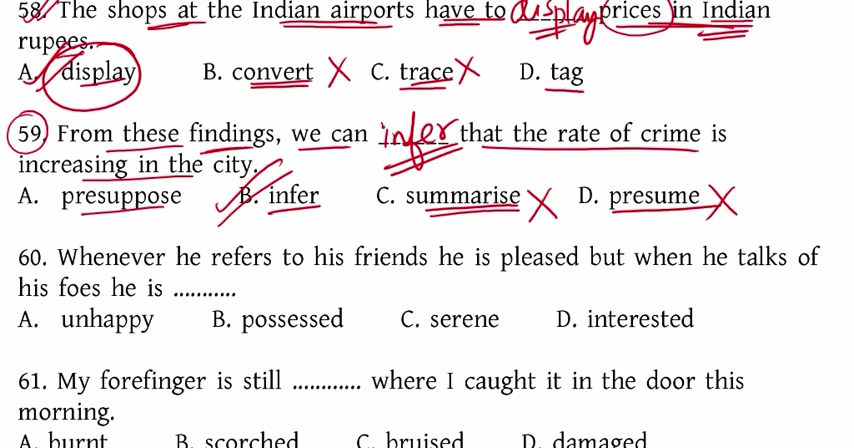 58. The shops at the Indian airports have to display prices in Indian
rupees.
A. display B. convert X C. trace X D. tag
59. From these findings, we can infer that the rate of crime is
increasing in the city.
A. presuppose B. infer C. summarise X D. presume X
60. Whenever he refers to his friends he is pleased but when he talks of
his foes he is ...........
A. unhappy B. possessed C. serene D. interested
61. My forefinger is still ............ where I caught it in the door this
morning.
A. burnt B. scorched C. bruised D. damaged